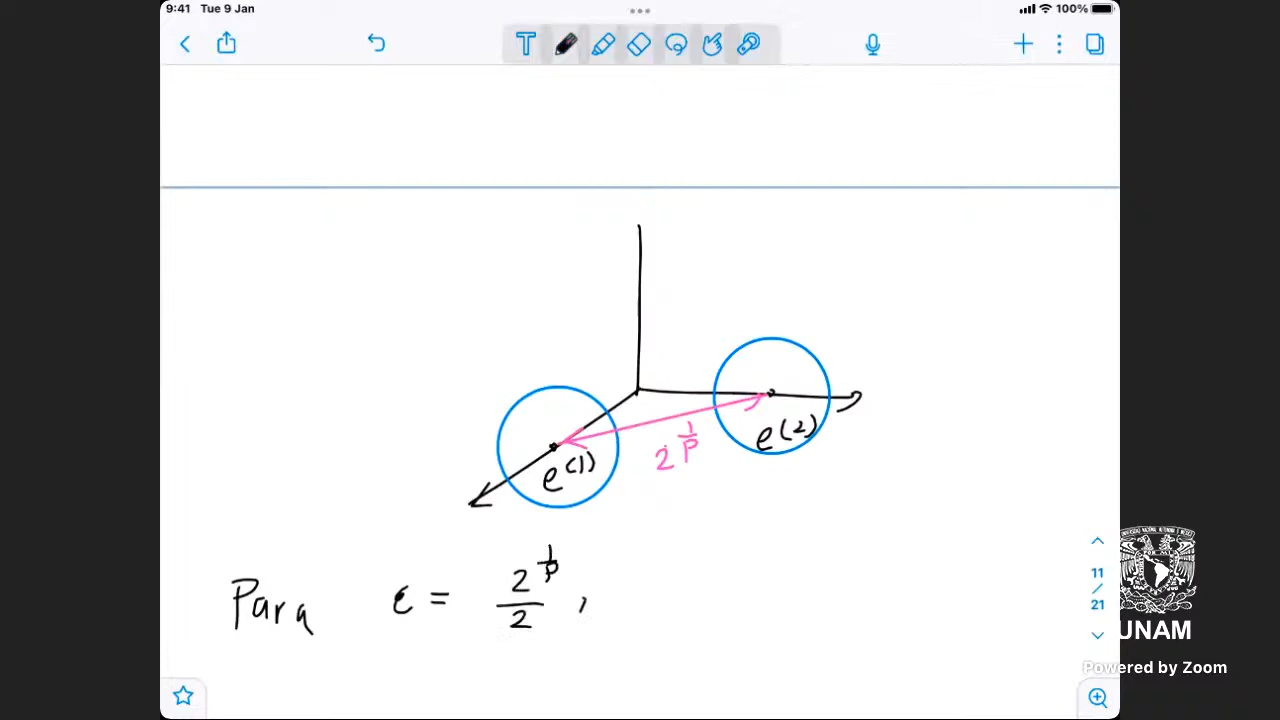 9:41 Tue 9 Jan
100%
T
e^(2)
2^(1/p)
e^(1)
Para ε = 2^(1/p)/2 ,
11
/
21
UNAM
Powered by Zoom